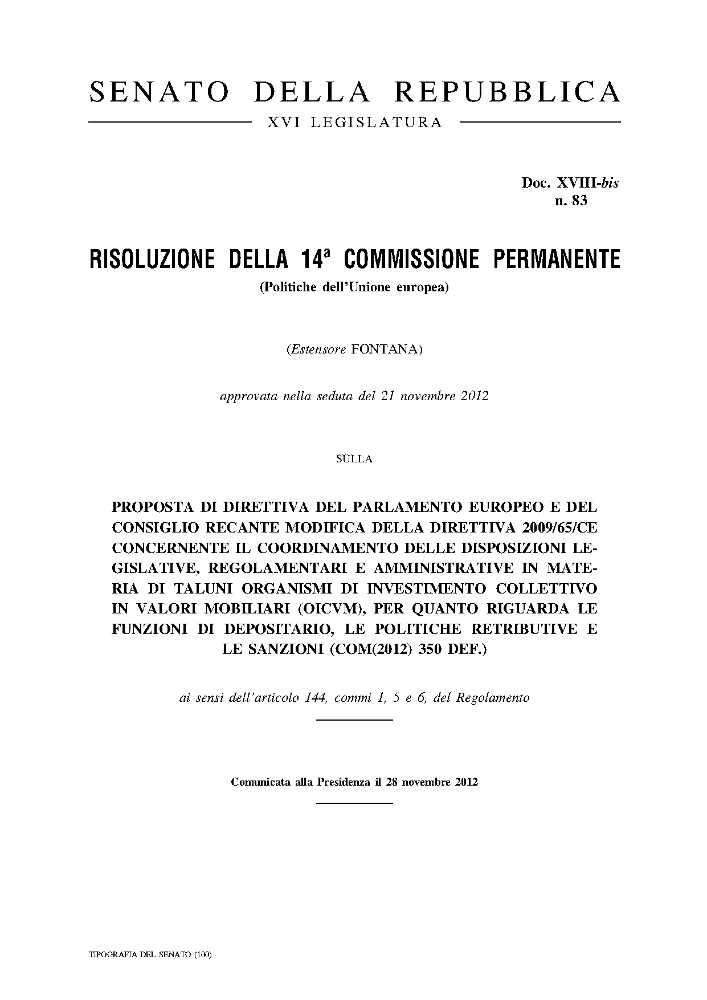 SENATO DELLA REPUBBLICA
XVI LEGISLATURA
Doc. XVIII-bis
n. 83
RISOLUZIONE DELLA 14ª COMMISSIONE PERMANENTE
(Politiche dell'Unione europea)
(Estensore FONTANA)
approvata nella seduta del 21 novembre 2012
SULLA
PROPOSTA DI DIRETTIVA DEL PARLAMENTO EUROPEO E DEL
CONSIGLIO RECANTE MODIFICA DELLA DIRETTIVA 2009/65/CE
CONCERNENTE IL COORDINAMENTO DELLE DISPOSIZIONI LE-
GISLATIVE, REGOLAMENTARI E AMMINISTRATIVE IN MATE-
RIA DI TALUNI ORGANISMI DI INVESTIMENTO COLLETTIVO
IN VALORI MOBILIARI (OICVM), PER QUANTO RIGUARDA LE
FUNZIONI DI DEPOSITARIO, LE POLITICHE RETRIBUTIVE E
LE SANZIONI (COM(2012) 350 DEF.)
ai sensi dell'articolo 144, commi 1, 5 e 6, del Regolamento
Comunicata alla Presidenza il 28 novembre 2012
TIPOGRAFIA DEL SENATO (100)